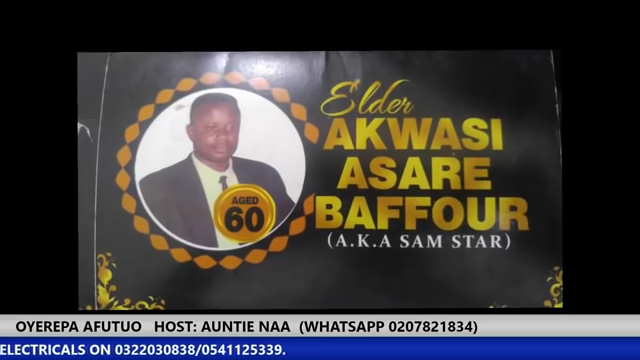 Elder
AKWASI
ASARE
BAFFOUR
(A.K.A SAM STAR)
AGED
60
OYEREPA AFUTUO HOST: AUNTIE NAA (WHATSAPP 0207821834)
ELECTRICALS ON 0322030838/0541125339.